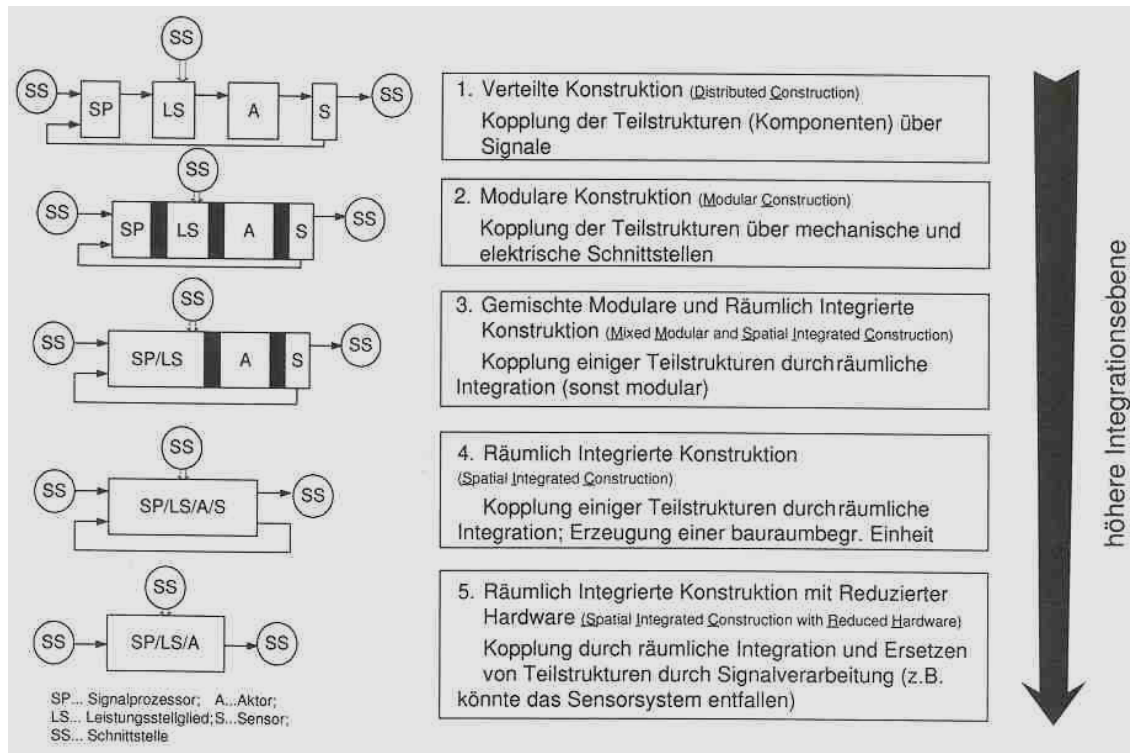 SS
SS
SP
LS
A
S
SS
1. Verteilte Konstruktion (Distributed Construction)
Kopplung der Teilstrukturen (Komponenten) über
Signale
SS
SS
SP
LS
A
S
SS
2. Modulare Konstruktion (Modular Construction)
Kopplung der Teilstrukturen über mechanische und
elektrische Schnittstellen
SS
SS
SP/LS
A
S
SS
3. Gemischte Modulare und Räumlich Integrierte
Konstruktion (Mixed Modular and Spatial Integrated Construction)
Kopplung einiger Teilstrukturen durch räumliche
Integration (sonst modular)
SS
SS
SP/LS/A/S
SS
4. Räumlich Integrierte Konstruktion
(Spatial Integrated Construction)
Kopplung einiger Teilstrukturen durch räumliche
Integration; Erzeugung einer bauraumbegr. Einheit
SS
SS
SP/LS/A
SS
5. Räumlich Integrierte Konstruktion mit Reduzierter
Hardware (Spatial Integrated Construction with Reduced Hardware)
Kopplung durch räumliche Integration und Ersetzen
von Teilstrukturen durch Signalverarbeitung (z.B.
könnte das Sensorsystem entfallen)
SP... Signalprozessor; A...Aktor;
LS... Leistungsstellglied; S...Sensor;
SS... Schnittstelle
höhere Integrationsebene